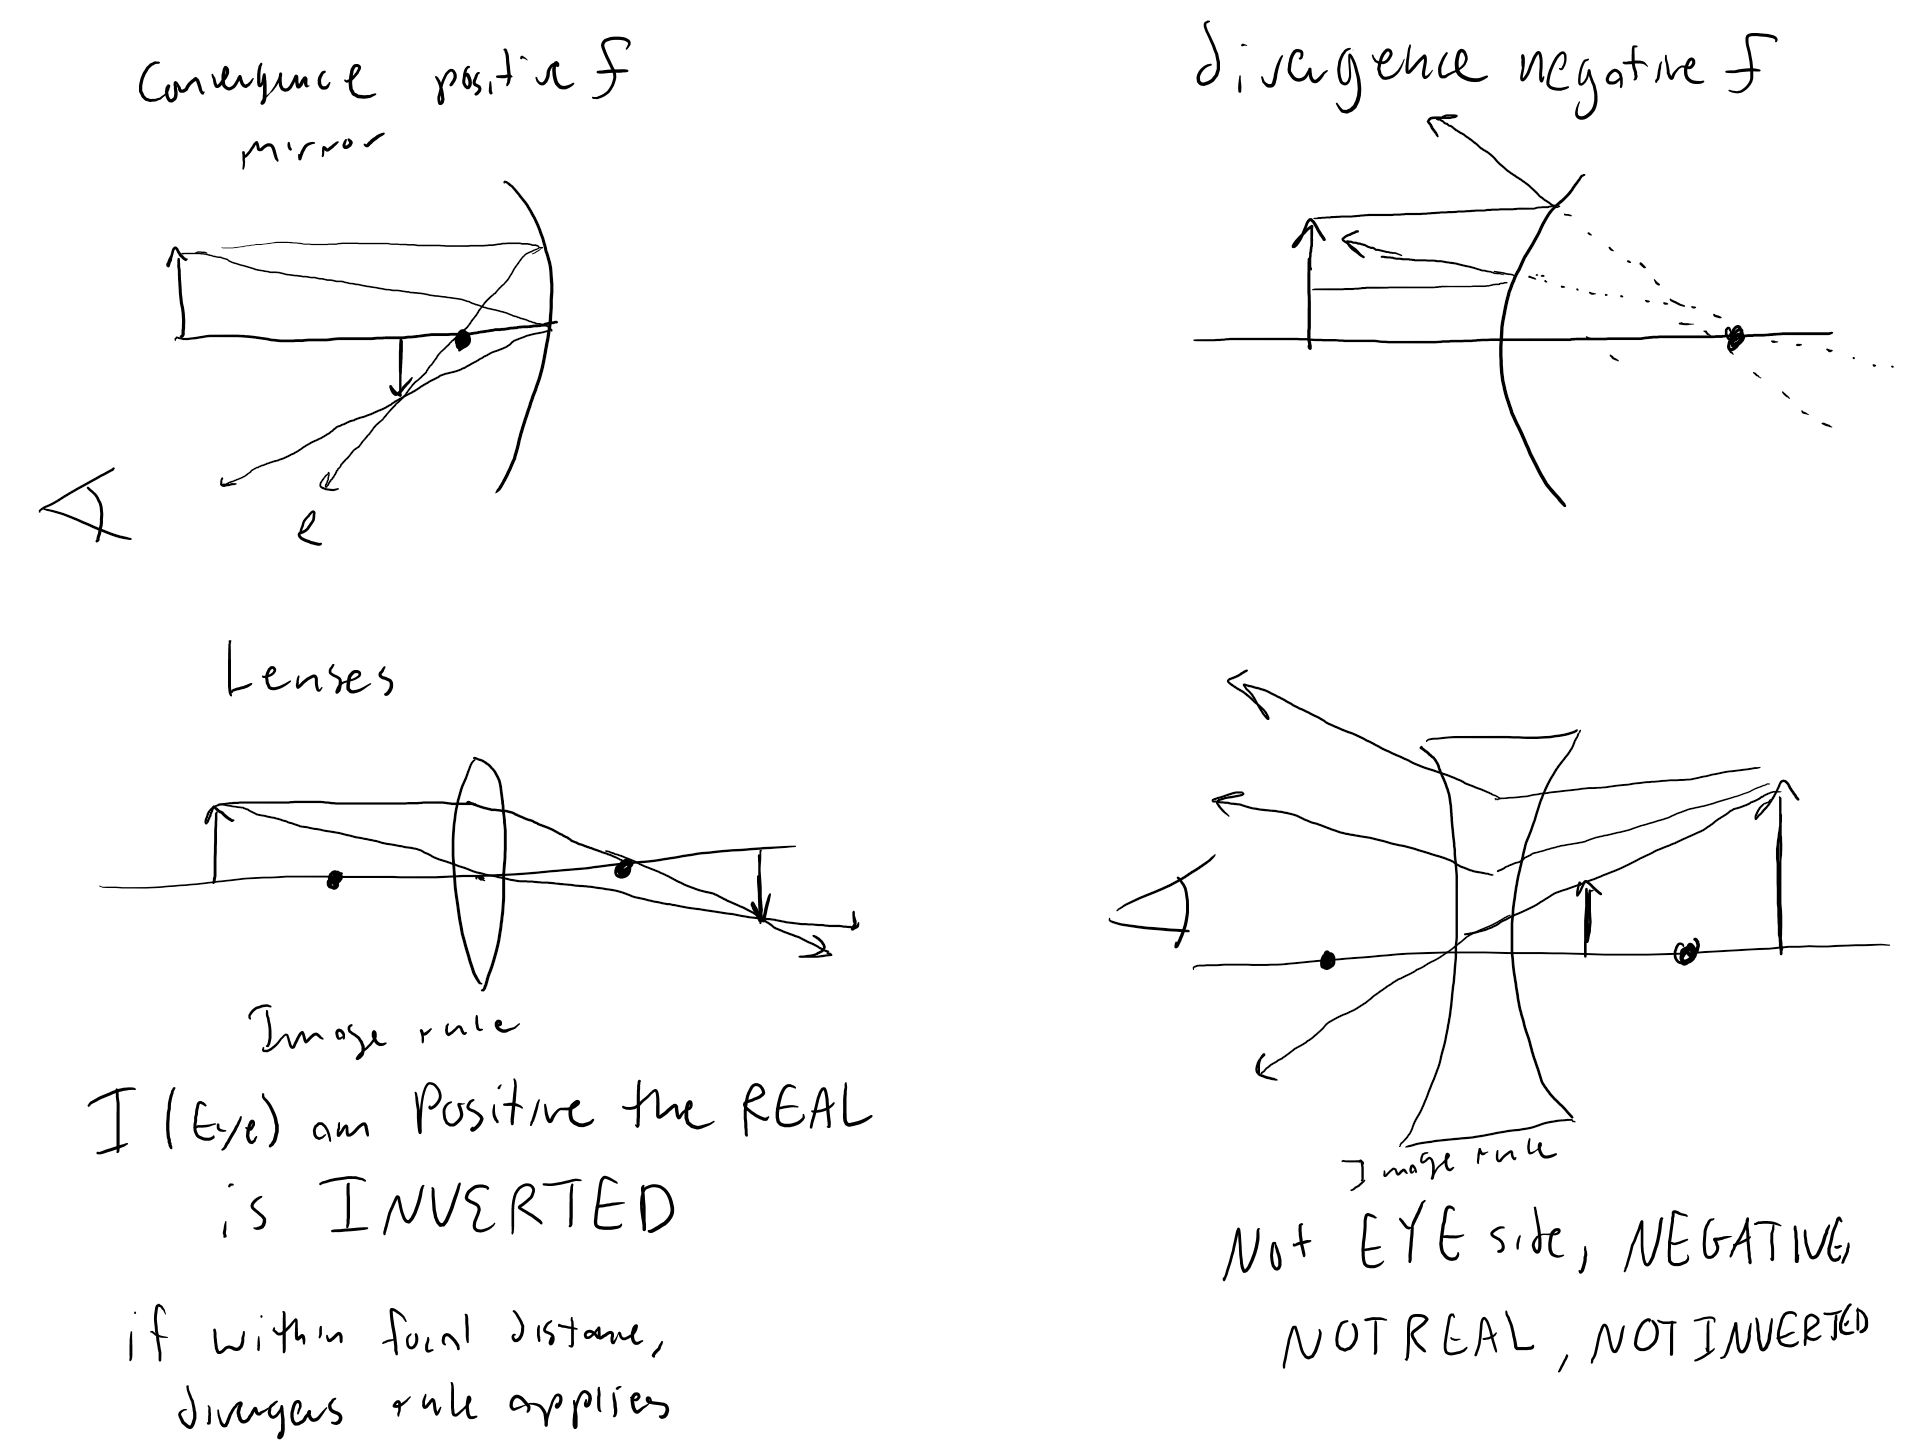 Convergence positive f
mirror
e
divergence negative f
Lenses
Image rule
I (Eye) am Positive the REAL
is INVERTED
if within focal distance,
divergens rule applies
Image rule
Not EYE side, NEGATIVE,
NOT REAL, NOT INVERTED